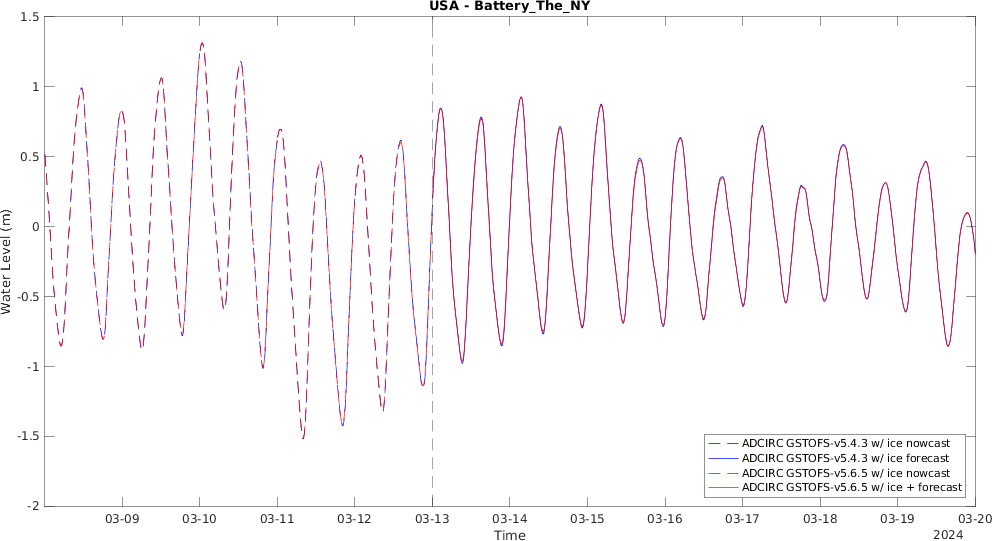 USA - Battery_The_NY
1.5
1
0.5
0
-0.5
-1
-1.5
-2
Water Level (m)
ADCIRC GSTOFS-v5.4.3 w/ ice nowcast
ADCIRC GSTOFS-v5.4.3 w/ ice forecast
ADCIRC GSTOFS-v5.6.5 w/ ice nowcast
ADCIRC GSTOFS-v5.6.5 w/ ice + forecast
03-09 03-10 03-11 03-12 03-13 03-14 03-15 03-16 03-17 03-18 03-19 03-20
Time
2024